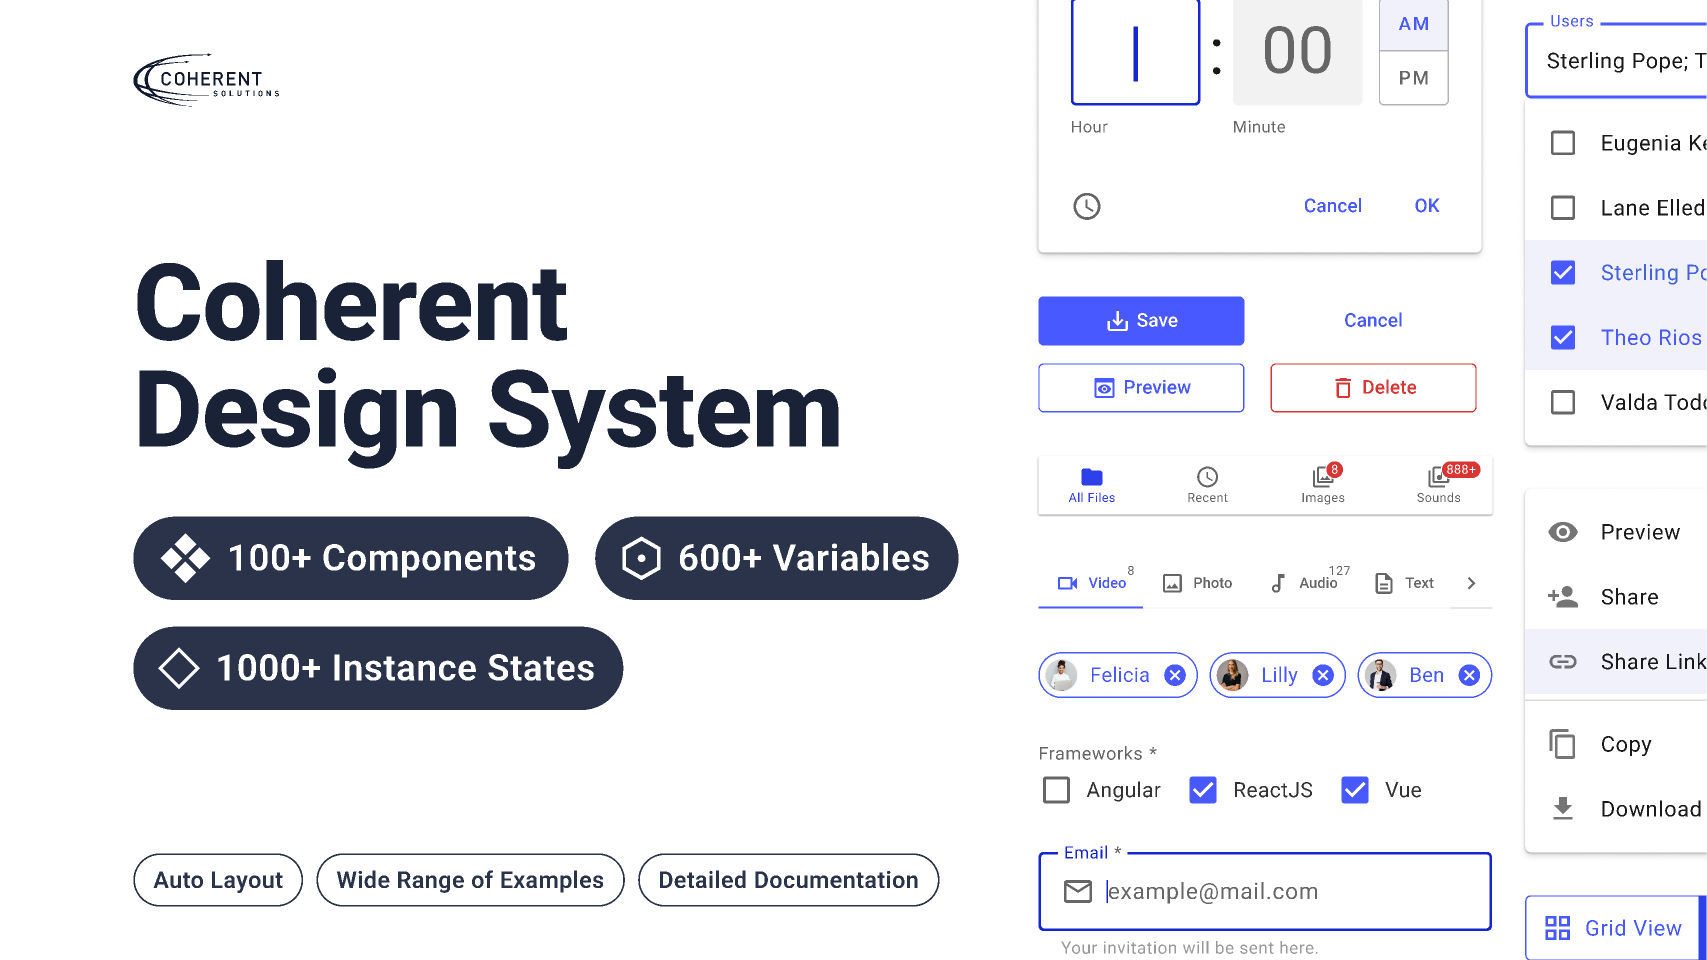 COHERENT
SOLUTIONS
Coherent
Design System
100+ Components
600+ Variables
1000+ Instance States
Auto Layout
Wide Range of Examples
Detailed Documentation
:
00
AM
PM
Hour
Minute
Cancel
OK
Save
Cancel
Preview
Delete
All Files
Recent
8
Images
888+
Sounds
Video
8
Photo
Audio
127
Text
Felicia
Lilly
Ben
Frameworks *
Angular
ReactJS
Vue
Email *
example@mail.com
Your invitation will be sent here.
Users
Sterling Pope; T
Eugenia
Lane Elled
Sterling
Theo Rios
Valda
Preview
Share
Share Link
Copy
Download
Grid View